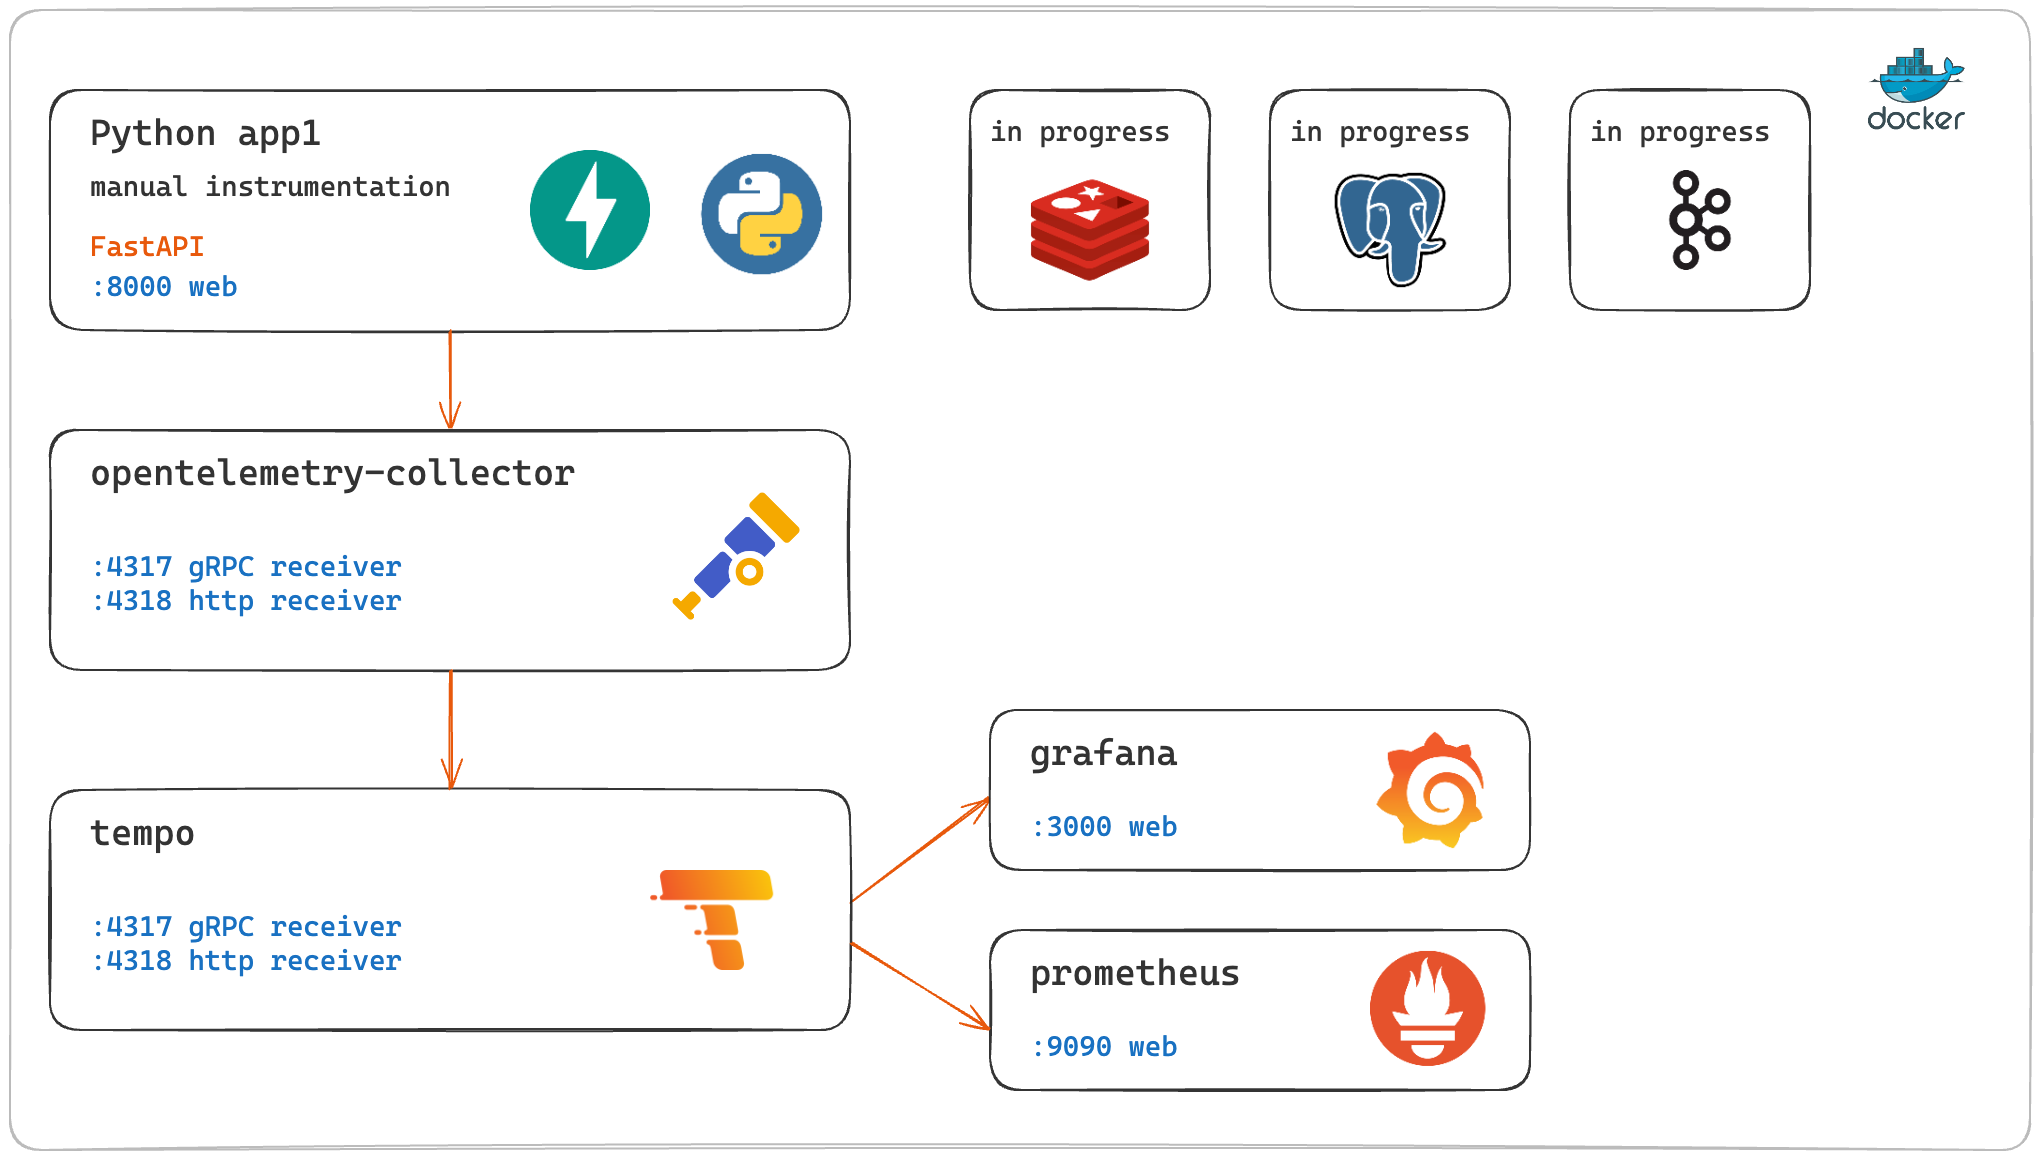 Python app1
manual instrumentation
FastAPI
:8000 web
in progress
in progress
in progress
docker
opentelemetry-collector
:4317 gRPC receiver
:4318 http receiver
tempo
:4317 gRPC receiver
:4318 http receiver
grafana
:3000 web
prometheus
:9090 web